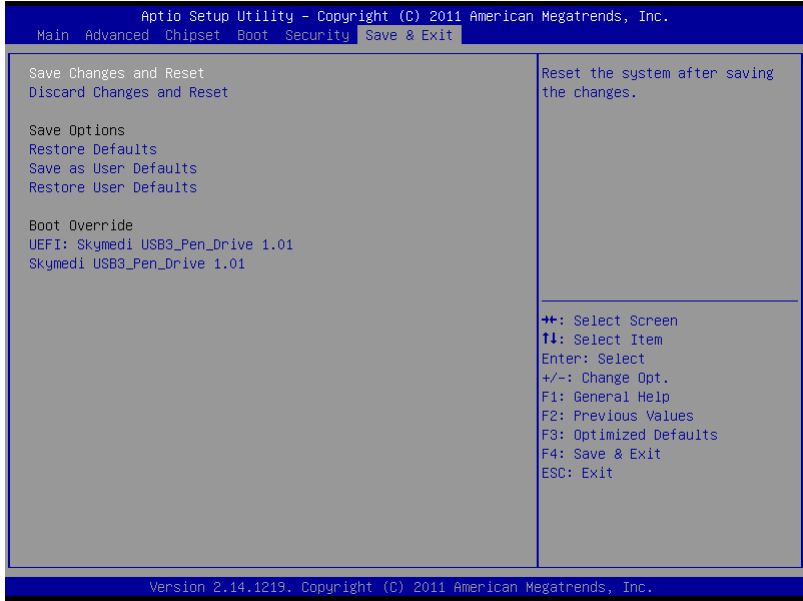 Aptio Setup Utility – Copyright (C) 2011 American Megatrends, Inc.
Main Advanced Chipset Boot Security Save & Exit
Save Changes and Reset
Discard Changes and Reset
Save Options
Restore Defaults
Save as User Defaults
Restore User Defaults
Boot Override
UEFI: Skymedi USB3_Pen_Drive 1.01
Skymedi USB3_Pen_Drive 1.01
Reset the system after saving
the changes.
→←: Select Screen
↑↓: Select Item
Enter: Select
+/-: Change Opt.
F1: General Help
F2: Previous Values
F3: Optimized Defaults
F4: Save & Exit
ESC: Exit
Version 2.14.1219. Copyright (C) 2011 American Megatrends, Inc.